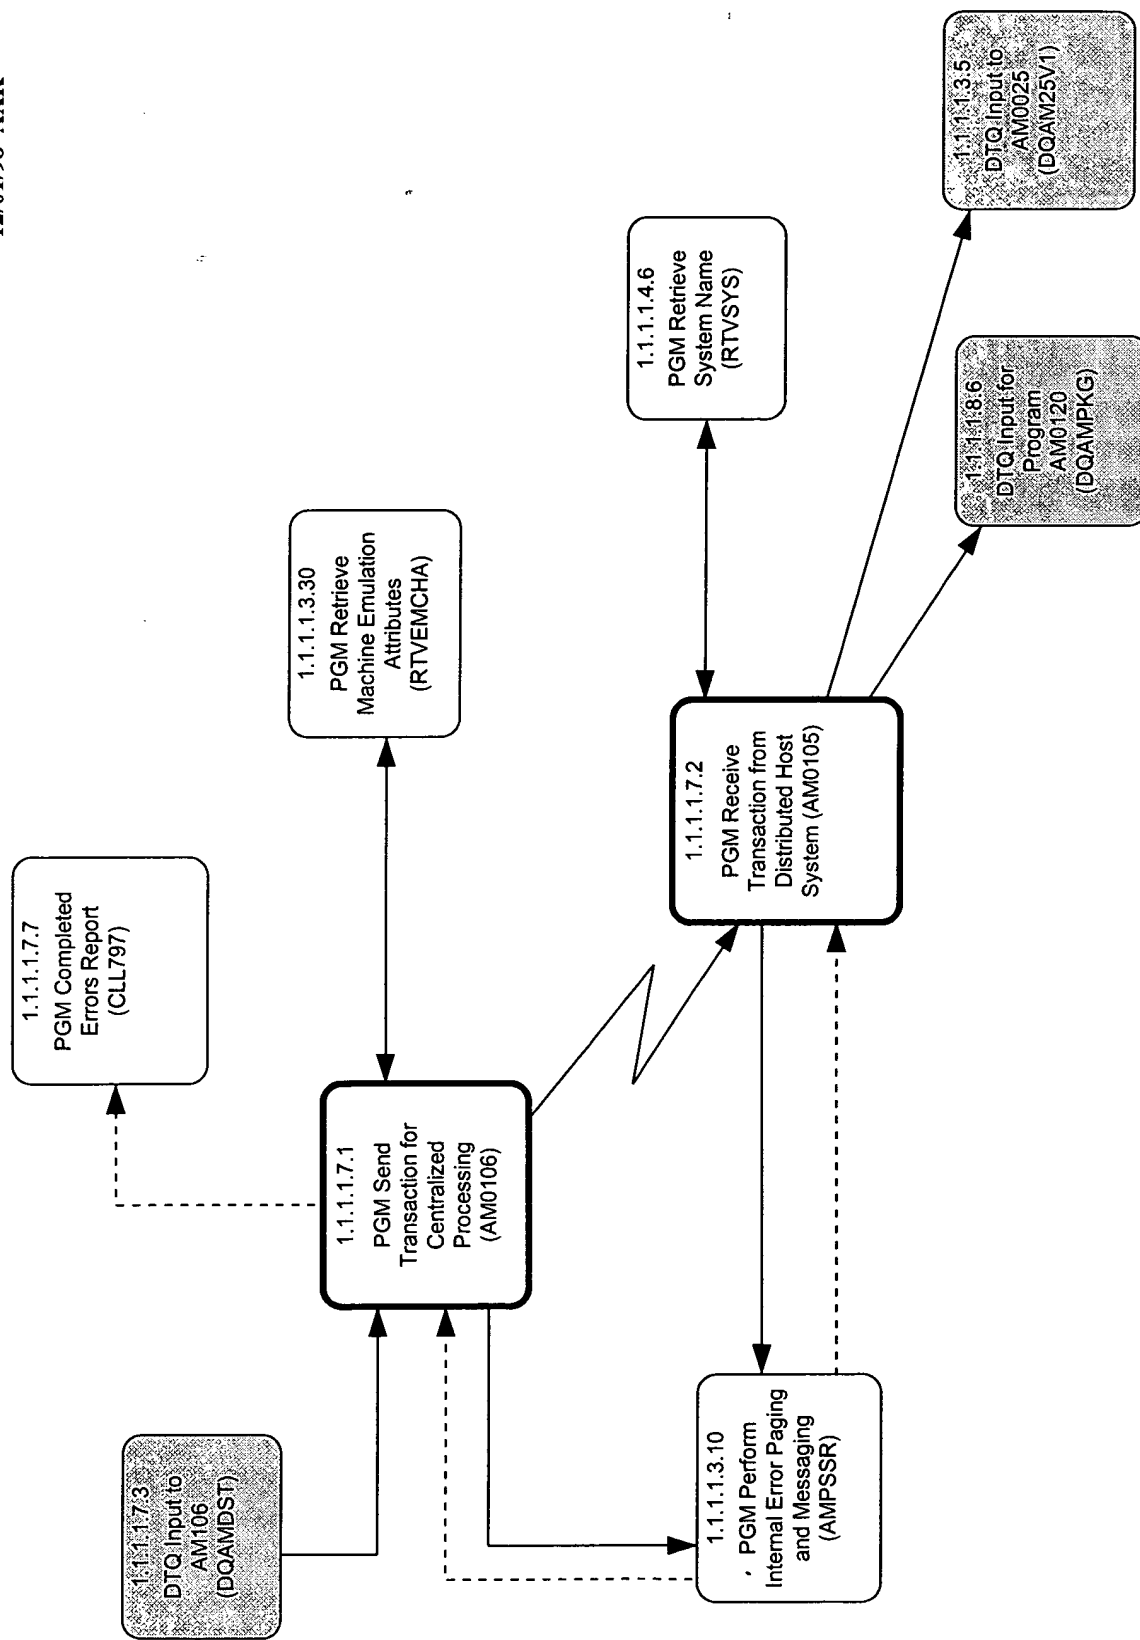 1.1.1.1.7.3
DTQ Input to
AM106
(DQAMDST)
1.1.1.1.7.7
PGM Completed
Errors Report
(CLL797)
1.1.1.1.7.1
PGM Send
Transaction for
Centralized
Processing
(AM0106)
1.1.1.1.3.30
PGM Retrieve
Machine Emulation
Attributes
(RTVEMCHA)
1.1.1.1.3.10
PGM Perform
Internal Error Paging
and Messaging
(AMPSSR)
1.1.1.1.7.2
PGM Receive
Transaction from
Distributed Host
System (AM0105)
1.1.1.1.4.6
PGM Retrieve
System Name
(RTVSYS)
1.1.1.1.8.6
DTQ Input for
Program
AM0120
(DQAMPKG)
1.1.1.1.3.5
DTQ Input to
AM0025
(DQAM25V1)